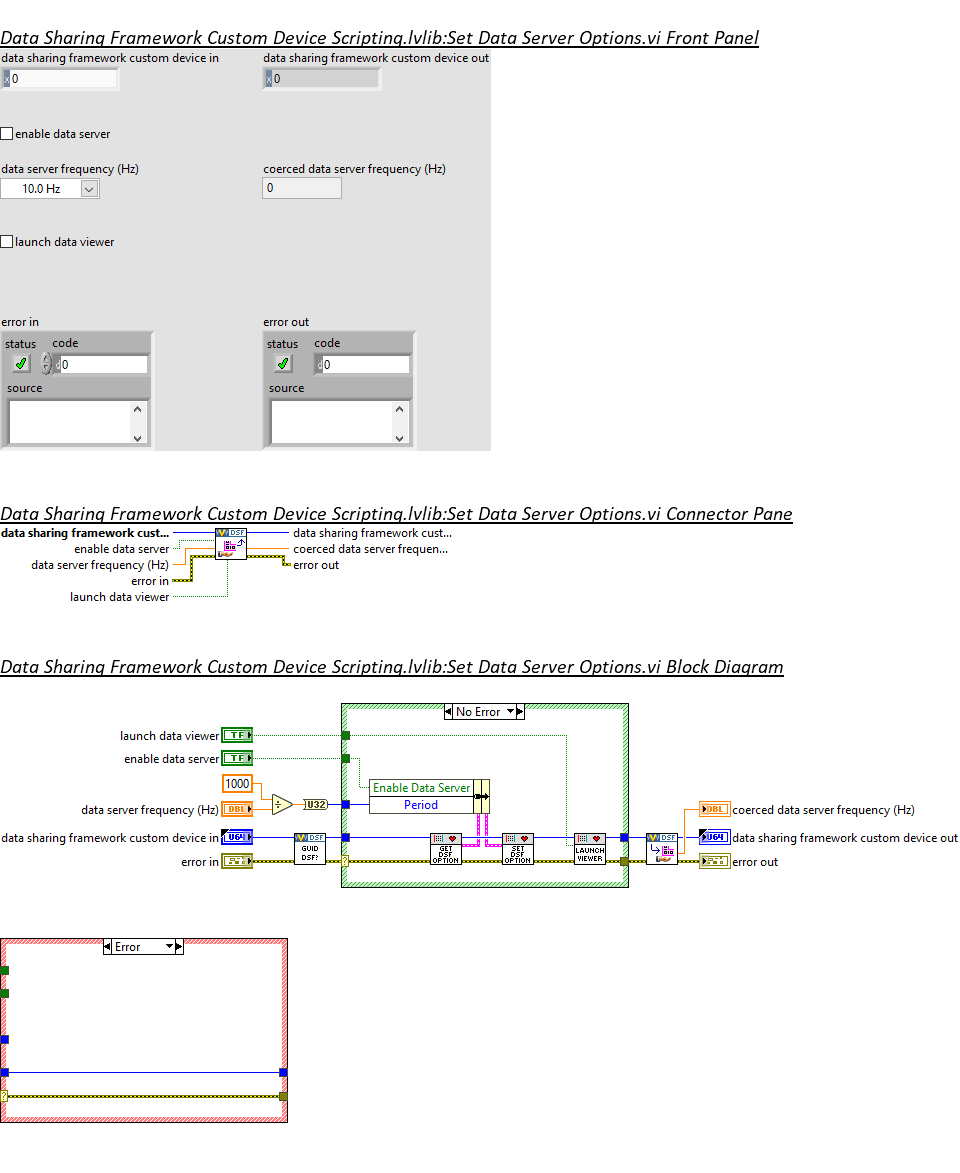 Data Sharing Framework Custom Device Scripting.lvlib:Set Data Server Options.vi Front Panel
data sharing framework custom device in
data sharing framework custom device out
x 0
x 0
enable data server
data server frequency (Hz)
coerced data server frequency (Hz)
10.0 Hz
0
launch data viewer
error in
error out
status code
status code
d 0
d 0
source
source
Data Sharing Framework Custom Device Scripting.lvlib:Set Data Server Options.vi Connector Pane
data sharing framework cust...
DSF
data sharing framework cust...
enable data server
coerced data server frequen...
data server frequency (Hz)
error out
error in
launch data viewer
Data Sharing Framework Custom Device Scripting.lvlib:Set Data Server Options.vi Block Diagram
No Error
launch data viewer TF
enable data server TF
1000
Enable Data Server
Period
data server frequency (Hz) DBL
÷
U32
DBL coerced data server frequency (Hz)
data sharing framework custom device in U64
DSF
GUID
DSF?
GET
DSF
OPTION
SET
DSF
OPTION
LAUNCH
VIEWER
DSF
U64 data sharing framework custom device out
error in
?
error out
Error
?